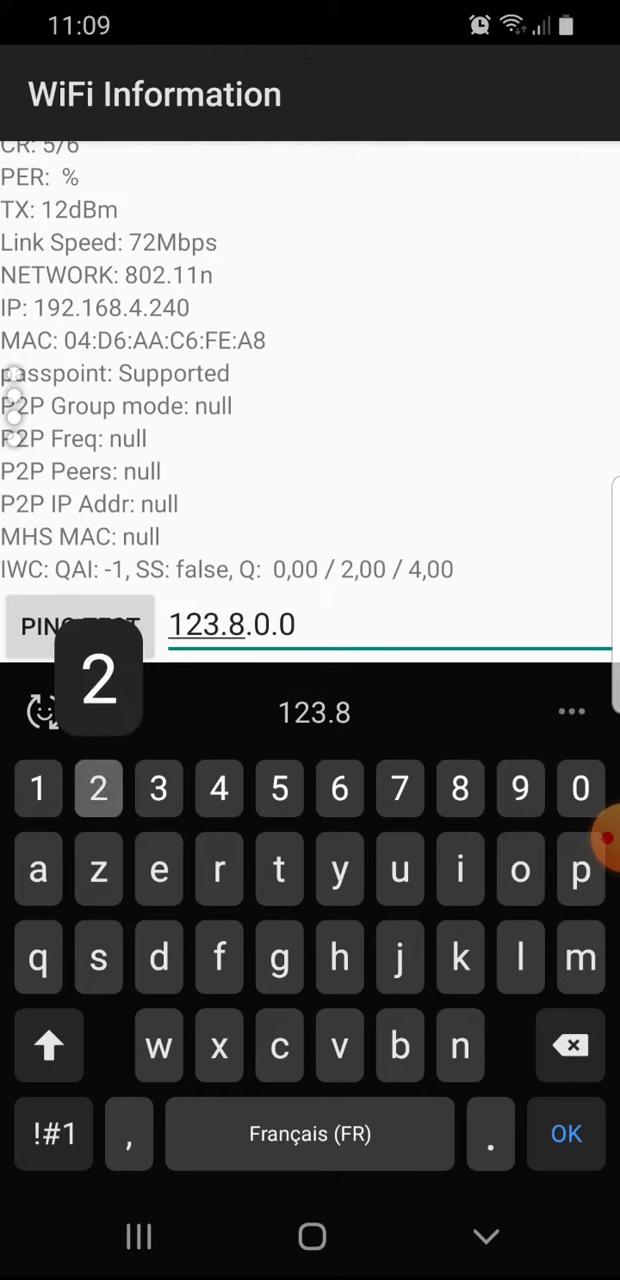 11:09
WiFi Information
CR: 5/6
PER:  %
TX: 12dBm
Link Speed: 72Mbps
NETWORK: 802.11n
IP: 192.168.4.240
MAC: 04:D6:AA:C6:FE:A8
passpoint: Supported
P2P Group mode: null
P2P Freq: null
P2P Peers: null
P2P IP Addr: null
MHS MAC: null
IWC: QAI: -1, SS: false, Q:  0,00 / 2,00 / 4,00
PING TEST 123.8.0.0
2
123.8
1 2 3 4 5 6 7 8 9 0
a z e r t y u i o p
q s d f g h j k l m
w x c v b n
!#1 , Français (FR) . OK